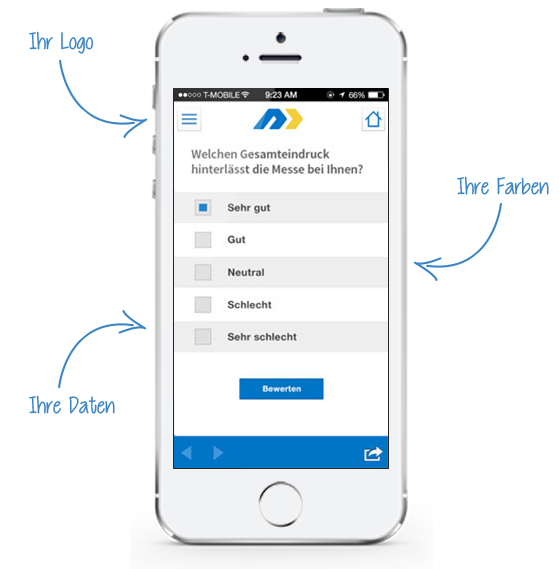 Ihr Logo
T-MOBILE 9:23 AM 66%
Welchen Gesamteindruck
hinterlässt die Messe bei Ihnen?
Ihre Farben
Sehr gut
Gut
Neutral
Schlecht
Sehr schlecht
Ihre Daten
Bewerten